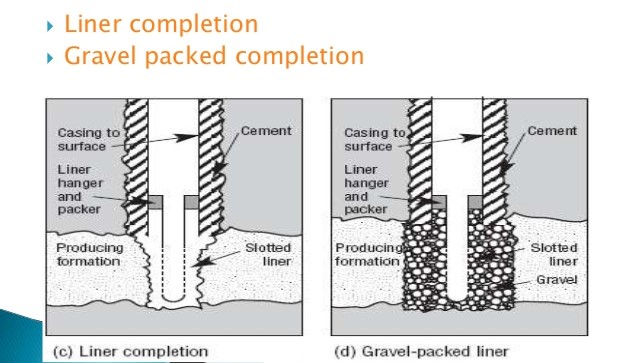 Liner completion
Gravel packed completion
Casing to
surface
Cement
Liner
hanger
and
packer
Producing
formation
Slotted
liner
(c) Liner completion
Casing to
surface
Cement
Liner
hanger
and
packer
Producing
formation
Slotted
liner
Gravel
(d) Gravel-packed liner